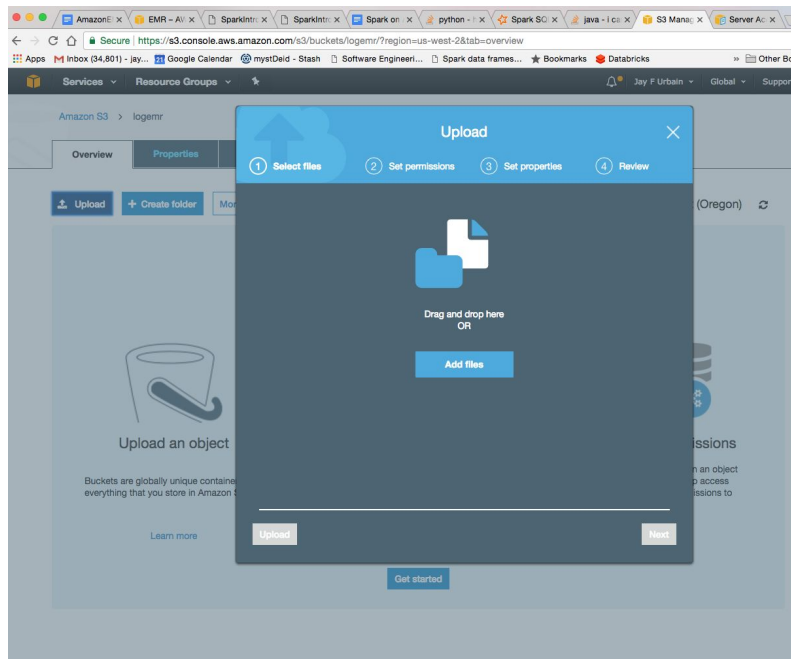 AmazonE
EMR – AV
SparkIntro
SparkIntro
Spark on
python -
Spark SQ
java - i ca
S3 Manag
Server Ac
Secure https://s3.console.aws.amazon.com/s3/buckets/logemr/?region=us-west-2&tab=overview
Apps Inbox (34,801) - jay... Google Calendar mystDeid - Stash Software Engineeri... Spark data frames... Bookmarks Databricks » Other Bo
Services Resource Groups Jay F Urbain Global Suppor
Amazon S3 > logemr
Upload
Overview Properties
1 Select files 2 Set permissions 3 Set properties 4 Review
Upload + Create folder Mor (Oregon)
Drag and drop here
OR
Add files
Upload an object
issions
Buckets are globally unique containe
everything that you store in Amazon S
n an object
p access
issions to
Learn more
Upload Next
Get started